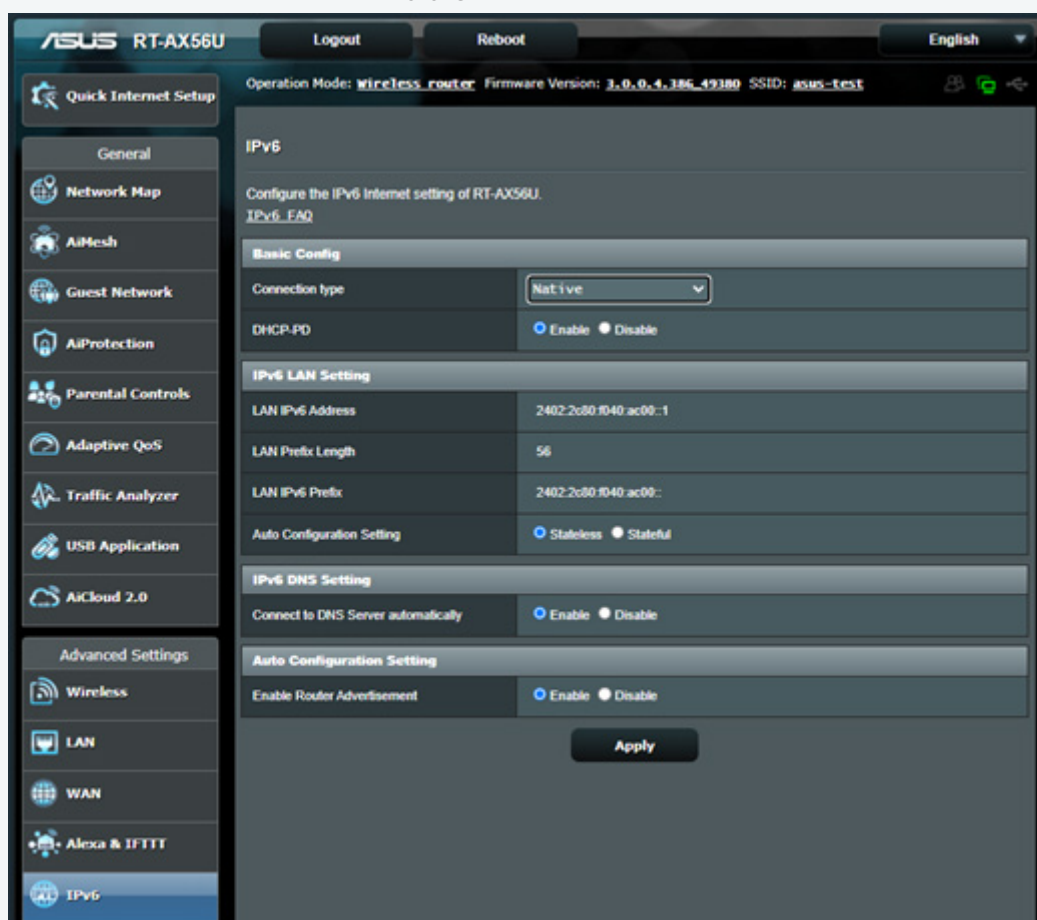 ASUS RT-AX56U Logout Reboot English
Quick Internet Setup
Operation Mode: Wireless router Firmware Version: 3.0.0.4.386_49380 SSID: asus-test
General
Network Map
AiMesh
Guest Network
AiProtection
Parental Controls
Adaptive QoS
Traffic Analyzer
USB Application
AiCloud 2.0
Advanced Settings
Wireless
LAN
WAN
Alexa & IFTTT
IPv6
IPv6
Configure the IPv6 Internet setting of RT-AX56U.
IPv6 FAQ
Basic Config
Connection type Native
DHCP-PD Enable Disable
IPv6 LAN Setting
LAN IPv6 Address 2402:2c80:f040:ac00::1
LAN Prefix Length 56
LAN IPv6 Prefix 2402:2c80:f040:ac00::
Auto Configuration Setting Stateless Stateful
IPv6 DNS Setting
Connect to DNS Server automatically Enable Disable
Auto Configuration Setting
Enable Router Advertisement Enable Disable
Apply